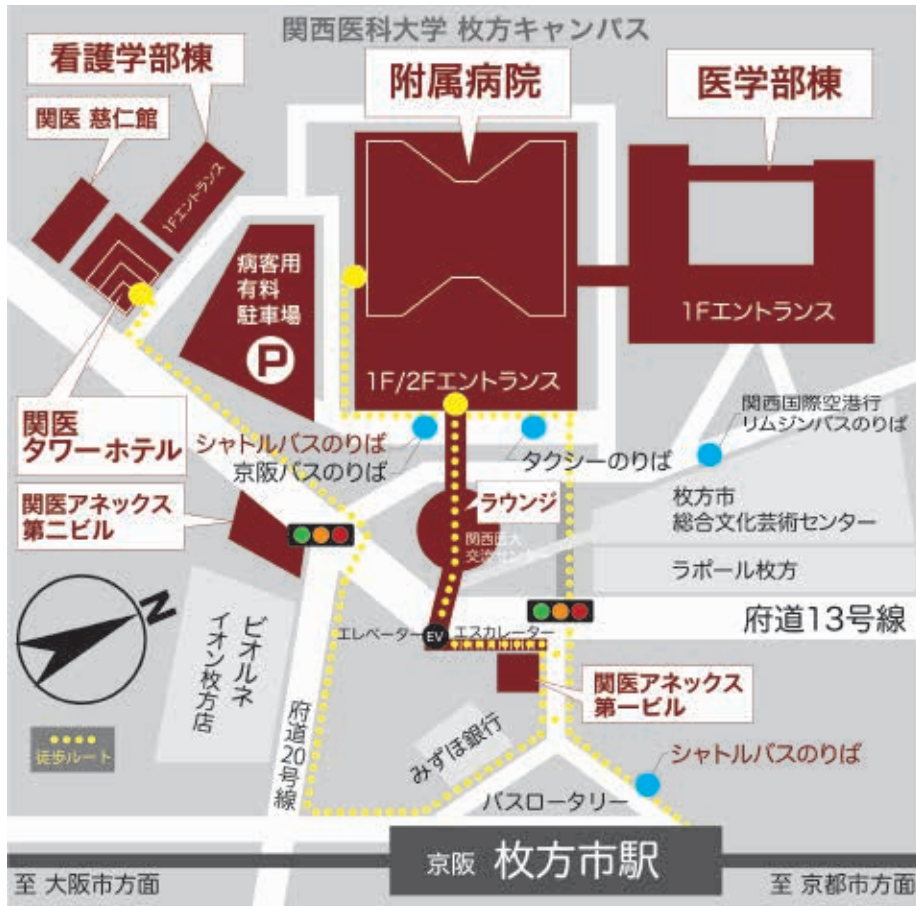 関西医科大学 枚方キャンパス
看護学部棟
附属病院
医学部棟
関医 慈仁館
1Fエントランス
病客用
有料
駐車場
P
1Fエントランス
1F/2Fエントランス
関医
タワーホテル
シャトルバスのりば
京阪バスのりば
タクシーのりば
関西国際空港行
リムジンバスのりば
関医アネックス
第二ビル
ラウンジ
関西医大
交流センター
枚方市
総合文化芸術センター
ラポール枚方
N
府道13号線
エレベーター
EV
エスカレーター
ビオルネ
イオン枚方店
関医アネックス
第一ビル
徒歩ルート
府道20号線
みずほ銀行
シャトルバスのりば
バスロータリー
京阪 枚方市駅
至 大阪市方面
至 京都市方面